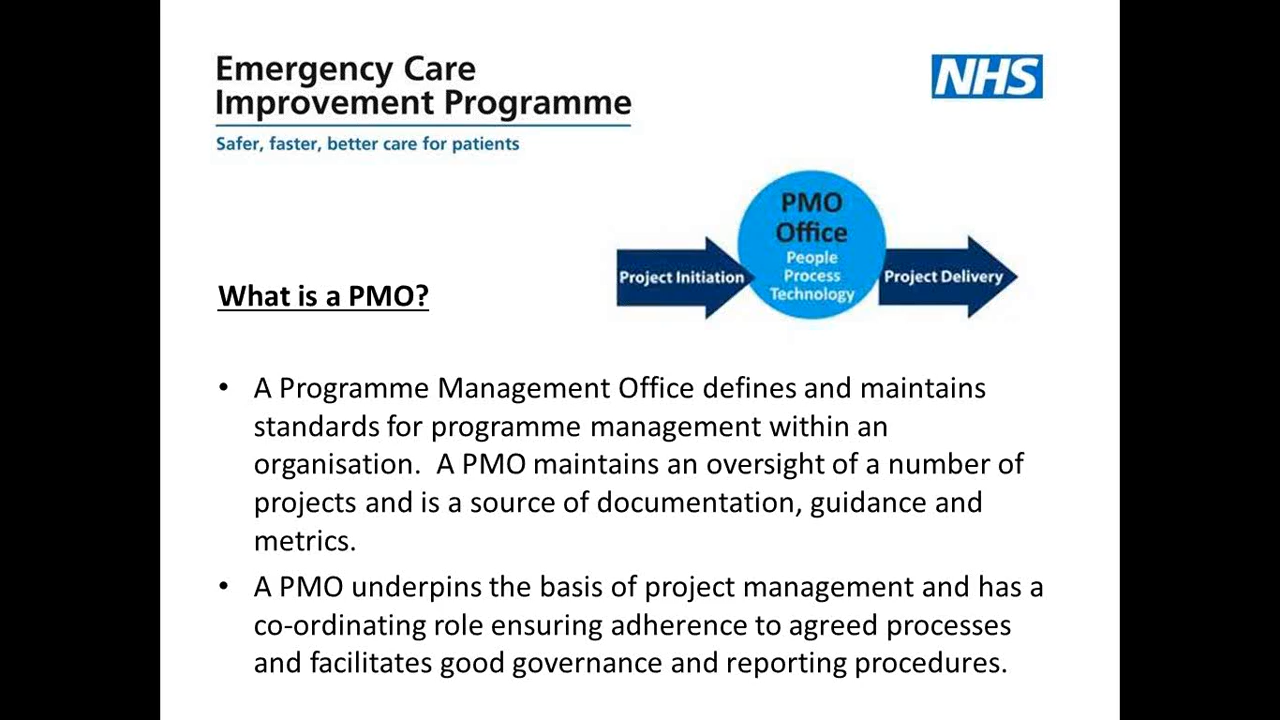 Emergency Care
Improvement Programme
NHS
Safer, faster, better care for patients
PMO
Office
People
Process
Technology
Project Initiation
Project Delivery
What is a PMO?
• A Programme Management Office defines and maintains
standards for programme management within an
organisation.  A PMO maintains an oversight of a number of
projects and is a source of documentation, guidance and
metrics.
• A PMO underpins the basis of project management and has a
co-ordinating role ensuring adherence to agreed processes
and facilitates good governance and reporting procedures.